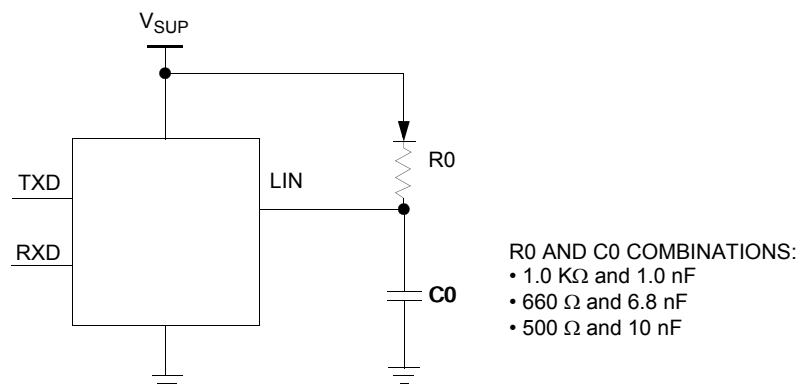 V_SUP
R0
LIN
TXD
RXD
R0 AND C0 COMBINATIONS:
• 1.0 KΩ and 1.0 nF
C0
• 660 Ω and 6.8 nF
• 500 Ω and 10 nF